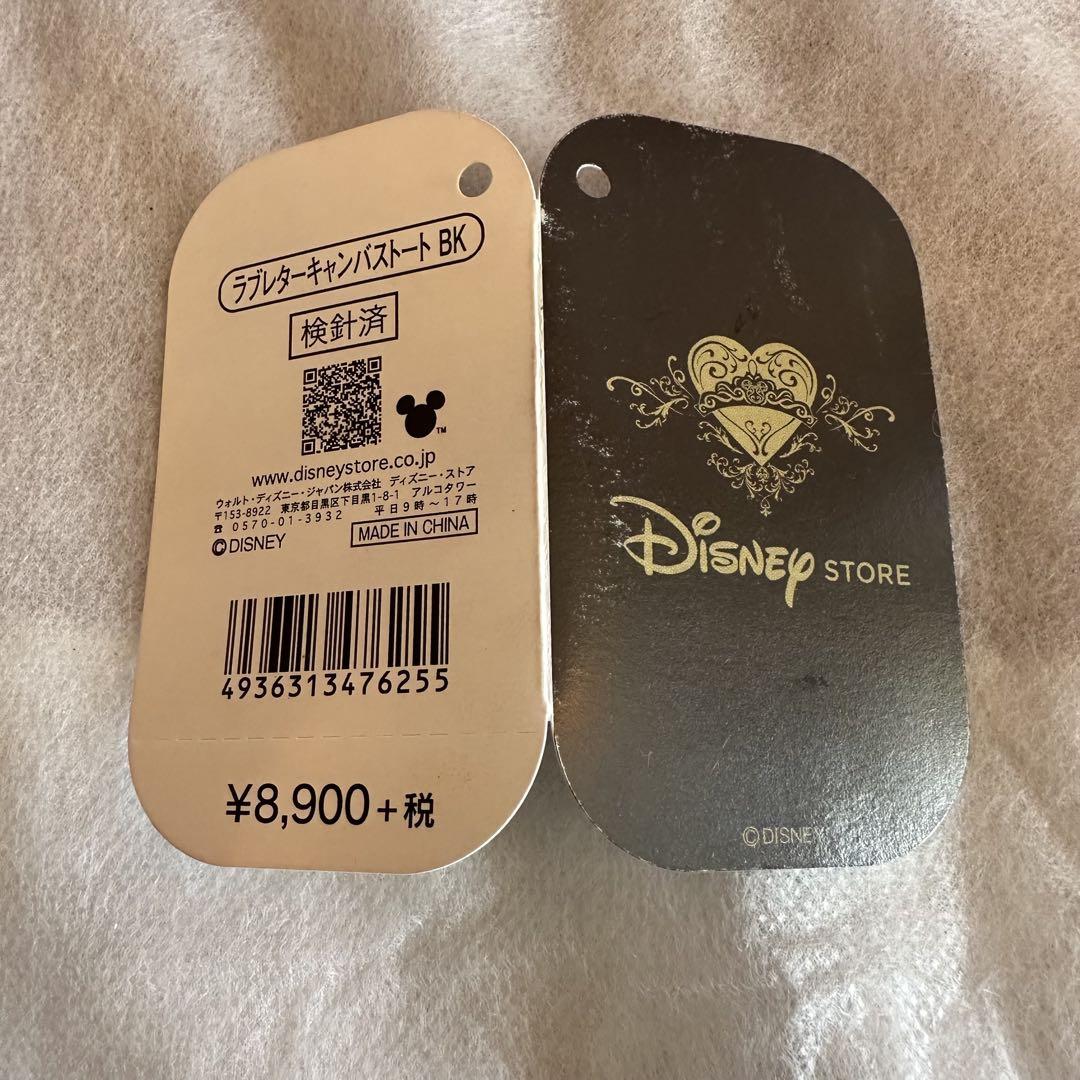 ラブレターキャンバストート BK
検針済
TM
www.disneystore.co.jp
ウォルト・ディズニー・ジャパン株式会社 ディズニー・ストア
〒153-8922 東京都目黒区下目黒1-8-1 アルコタワー
☎ 0570-01-3932 平日9時～17時
©DISNEY
MADE IN CHINA
4936313476255
¥8,900+税
DISNEY STORE
©DISNEY